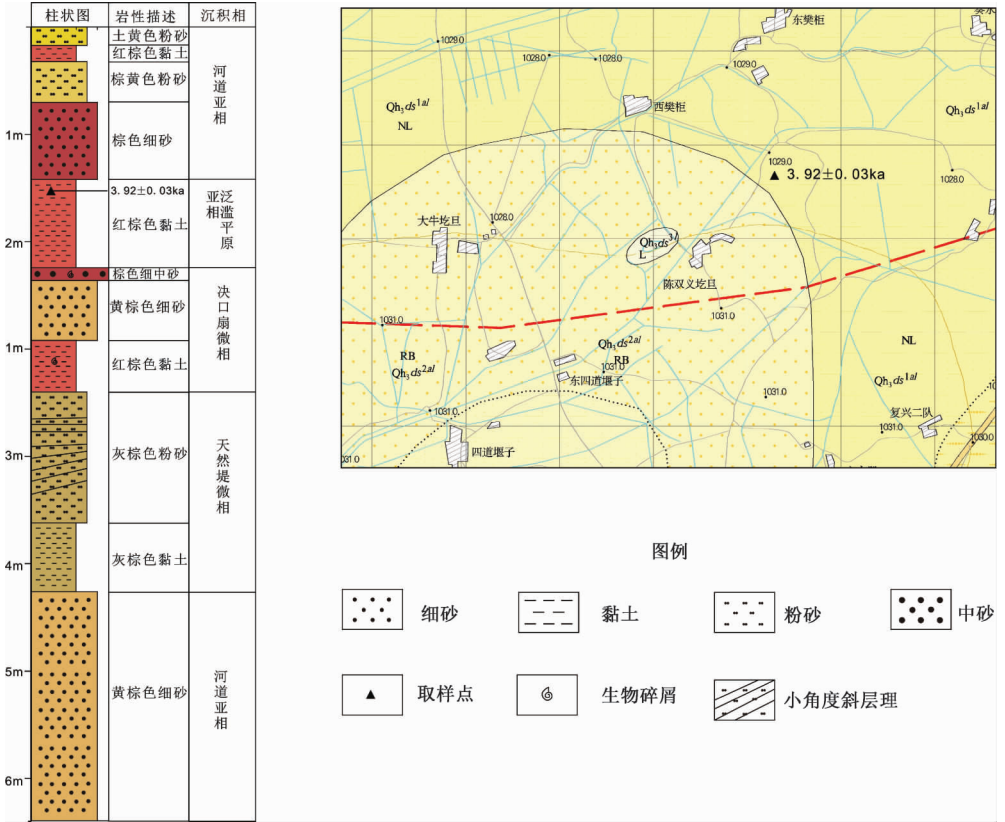 柱状图 岩性描述 沉积相
土黄色粉砂
红棕色黏土
棕黄色粉砂
河道亚相
1m
棕色细砂
3.92±0.03ka
泛滥平原亚相
红棕色黏土
2m
棕色细中砂
黄棕色细砂
决口扇微相
1m
红棕色黏土
3m
灰棕色粉砂
天然堤微相
4m
灰棕色黏土
5m
黄棕色细砂
河道亚相
6m
东樊柜
1029.0
1028.0
1028.0
1029.0
Qh₃ds¹ᵃˡ
NL
西樊柜
Qh₃ds¹ᵃˡ
1029.0
3.92±0.03ka
1028.0
大牛圪旦
1028.0
Qh₃ds³ˡ
L
陈双义圪旦
1031.0
1031.0
RB
Qh₃ds²ᵃˡ
Qh₃ds²ᵃˡ
RB
1031.0
NL
Qh₃ds¹ᵃˡ
东四道堰子
1031.0
1031.0
复兴二队
1031.0
1030.0
31.0
四道堰子
图例
细砂
黏土
粉砂
中砂
取样点
生物碎屑
小角度斜层理